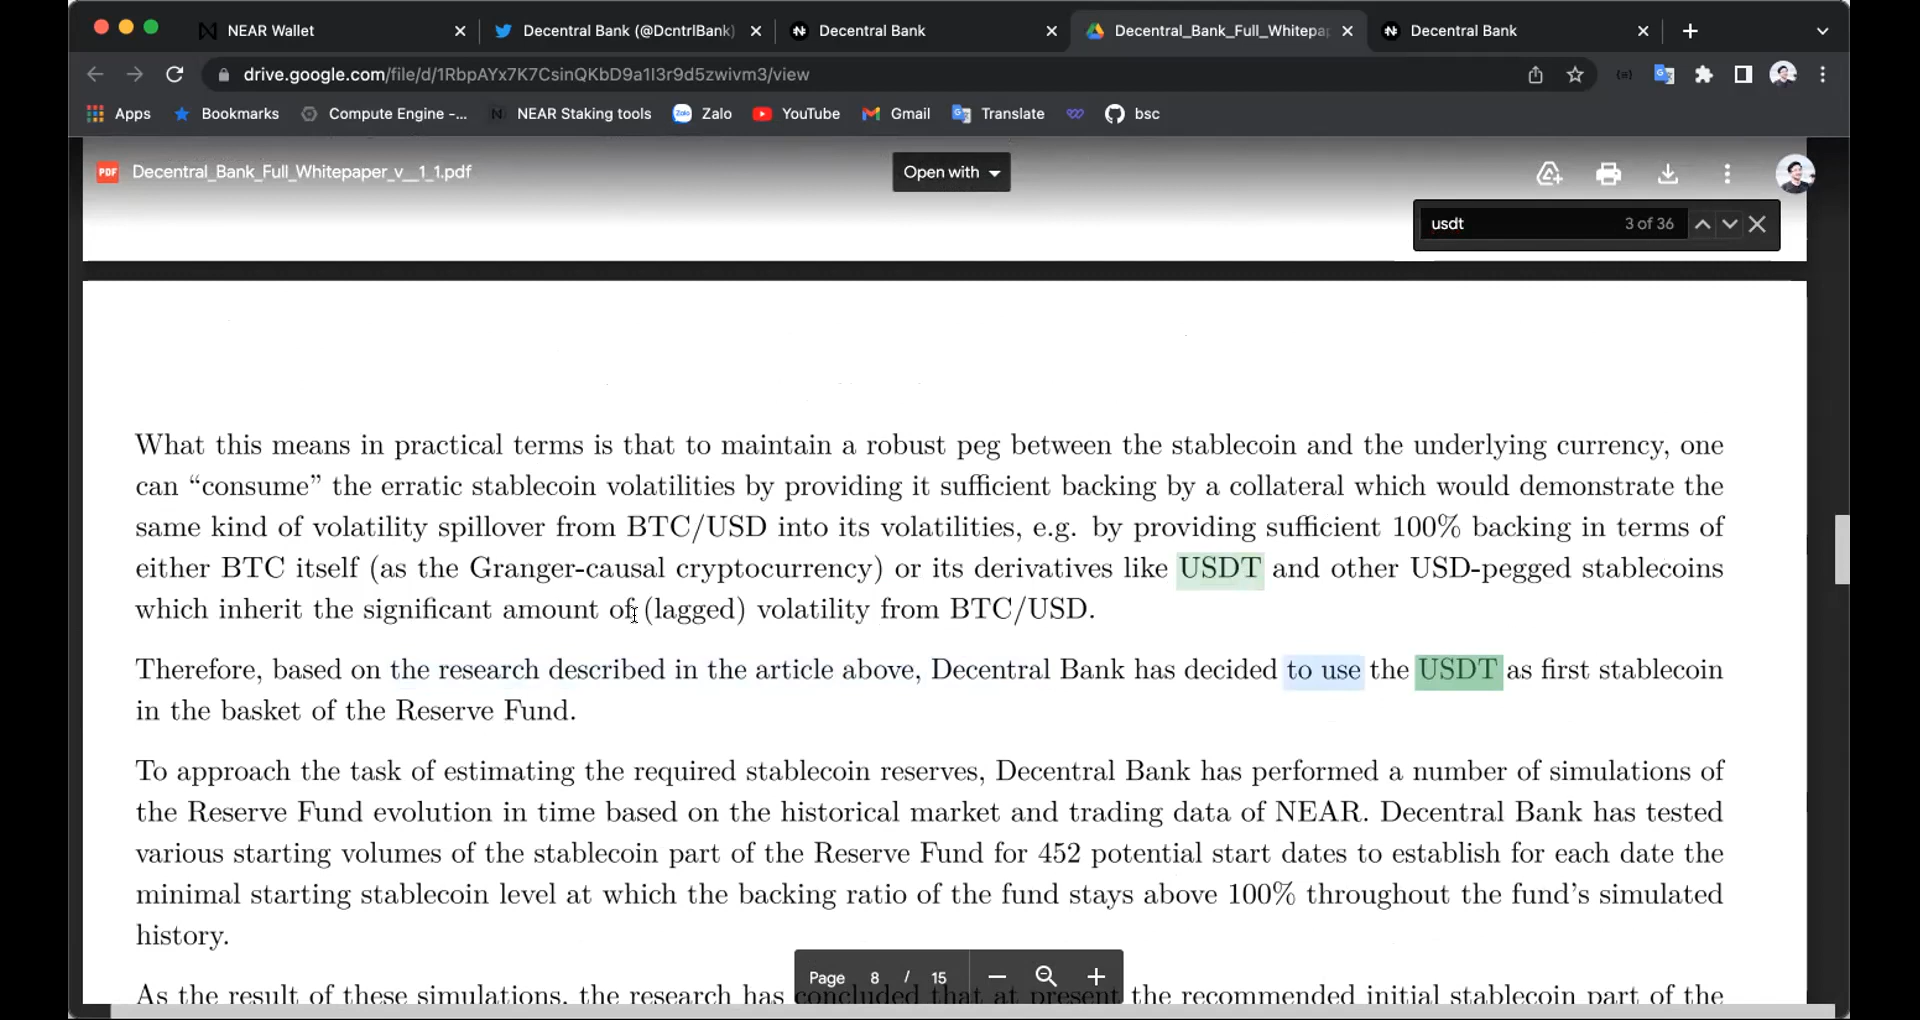 NEAR Wallet
Decentral Bank (@DcntrlBank)
Decentral Bank
Decentral_Bank_Full_Whitepap
Decentral Bank
drive.google.com/file/d/1RbpAYx7K7CsinQKbD9a1I3r9d5zwivm3/view
Apps
Bookmarks
Compute Engine -...
NEAR Staking tools
Zalo
YouTube
Gmail
Translate
bsc
PDF
Decentral_Bank_Full_Whitepaper_v__1_1.pdf
Open with
usdt
3 of 36
What this means in practical terms is that to maintain a robust peg between the stablecoin and the underlying currency, one
can “consume” the erratic stablecoin volatilities by providing it sufficient backing by a collateral which would demonstrate the
same kind of volatility spillover from BTC/USD into its volatilities, e.g. by providing sufficient 100% backing in terms of
either BTC itself (as the Granger-causal cryptocurrency) or its derivatives like USDT and other USD-pegged stablecoins
which inherit the significant amount of (lagged) volatility from BTC/USD.
Therefore, based on the research described in the article above, Decentral Bank has decided to use the USDT as first stablecoin
in the basket of the Reserve Fund.
To approach the task of estimating the required stablecoin reserves, Decentral Bank has performed a number of simulations of
the Reserve Fund evolution in time based on the historical market and trading data of NEAR. Decentral Bank has tested
various starting volumes of the stablecoin part of the Reserve Fund for 452 potential start dates to establish for each date the
minimal starting stablecoin level at which the backing ratio of the fund stays above 100% throughout the fund’s simulated
history.
As the result of these simulations, the research has concluded that at present the recommended initial stablecoin part of the
Page 8 / 15